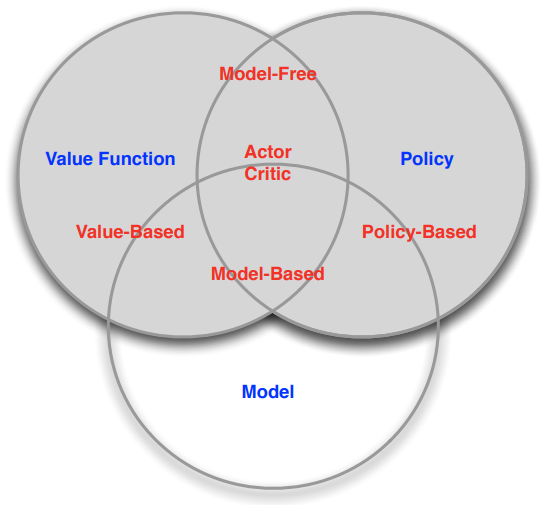 Model-Free
Value Function
Actor
Critic
Policy
Value-Based
Policy-Based
Model-Based
Model